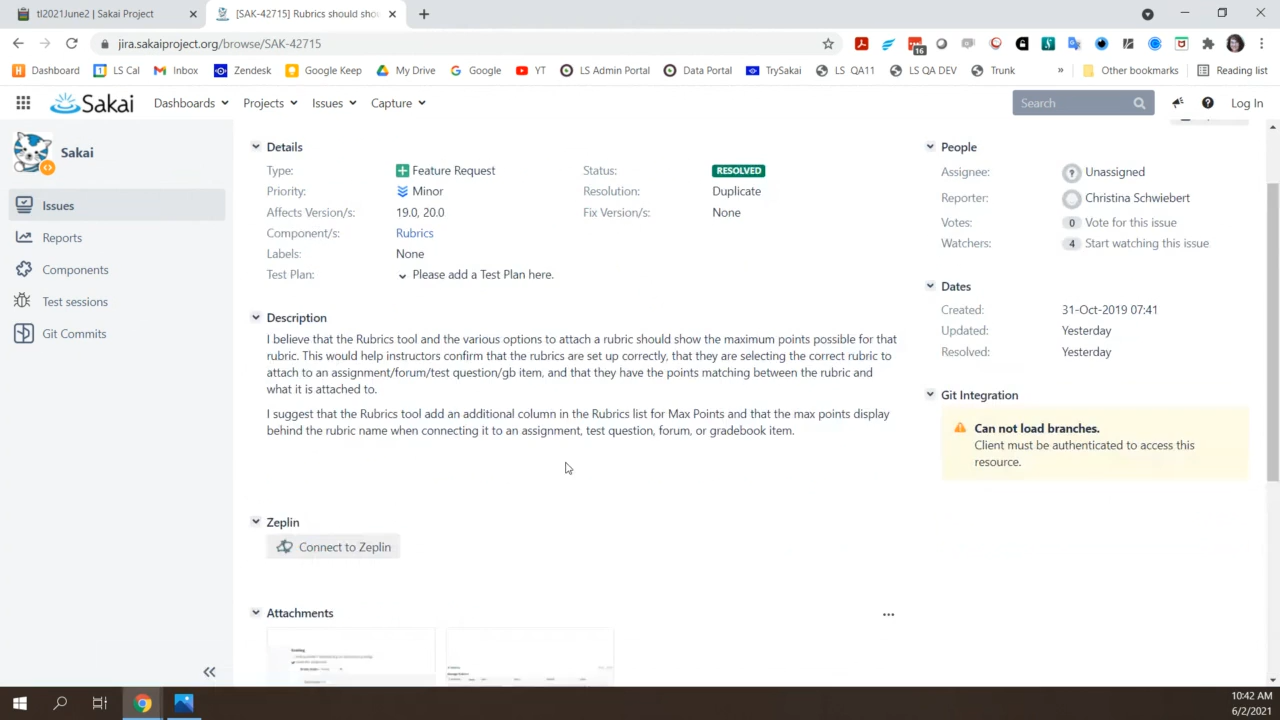 tl2021June2 | Sakai Project
[SAK-42715] Rubrics should shou
jira.sakaiproject.org/browse/SAK-42715
16
Dashboard
LS Cal
Inbox
Zendesk
Google Keep
My Drive
Google
YT
LS Admin Portal
Data Portal
TrySakai
LS QA11
LS QA DEV
Trunk
»
Other bookmarks
Reading list
Sakai
Dashboards
Projects
Issues
Capture
Search
Log In
Sakai
Issues
Reports
Components
Test sessions
Git Commits
Details
Type: Feature Request
Status: RESOLVED
Priority: Minor
Resolution: Duplicate
Affects Version/s: 19.0, 20.0
Fix Version/s: None
Component/s: Rubrics
Labels: None
Test Plan: Please add a Test Plan here.
Description
I believe that the Rubrics tool and the various options to attach a rubric should show the maximum points possible for that
rubric. This would help instructors confirm that the rubrics are set up correctly, that they are selecting the correct rubric to
attach to an assignment/forum/test question/gb item, and that they have the points matching between the rubric and
what it is attached to.
I suggest that the Rubrics tool add an additional column in the Rubrics list for Max Points and that the max points display
behind the rubric name when connecting it to an assignment, test question, forum, or gradebook item.
Zeplin
Connect to Zeplin
Attachments
People
Assignee: Unassigned
Reporter: Christina Schwiebert
Votes: 0 Vote for this issue
Watchers: 4 Start watching this issue
Dates
Created: 31-Oct-2019 07:41
Updated: Yesterday
Resolved: Yesterday
Git Integration
Can not load branches.
Client must be authenticated to access this
resource.
10:42 AM
6/2/2021